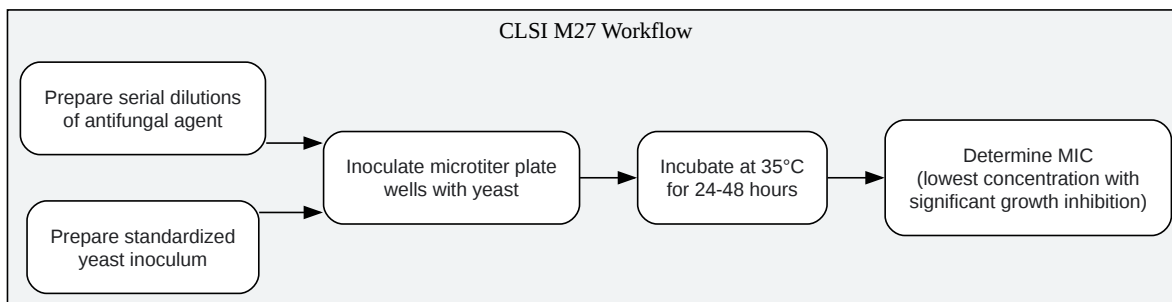 CLSI M27 Workflow
Prepare serial dilutions
of antifungal agent
Prepare standardized
yeast inoculum
Inoculate microtiter plate
wells with yeast
Incubate at 35°C
for 24-48 hours
Determine MIC
(lowest concentration with
significant growth inhibition)